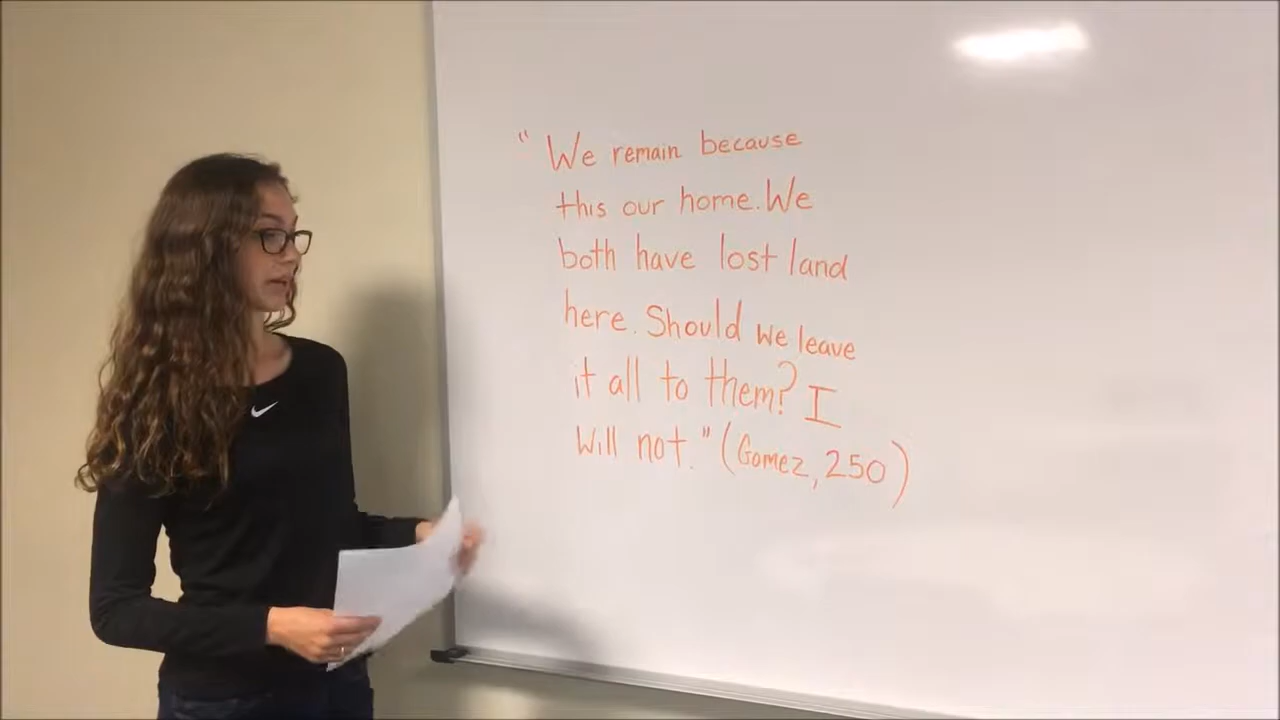 "We remain because
this our home. We
both have lost land
here. Should we leave
it all to them? I
will not." (Gomez, 250)